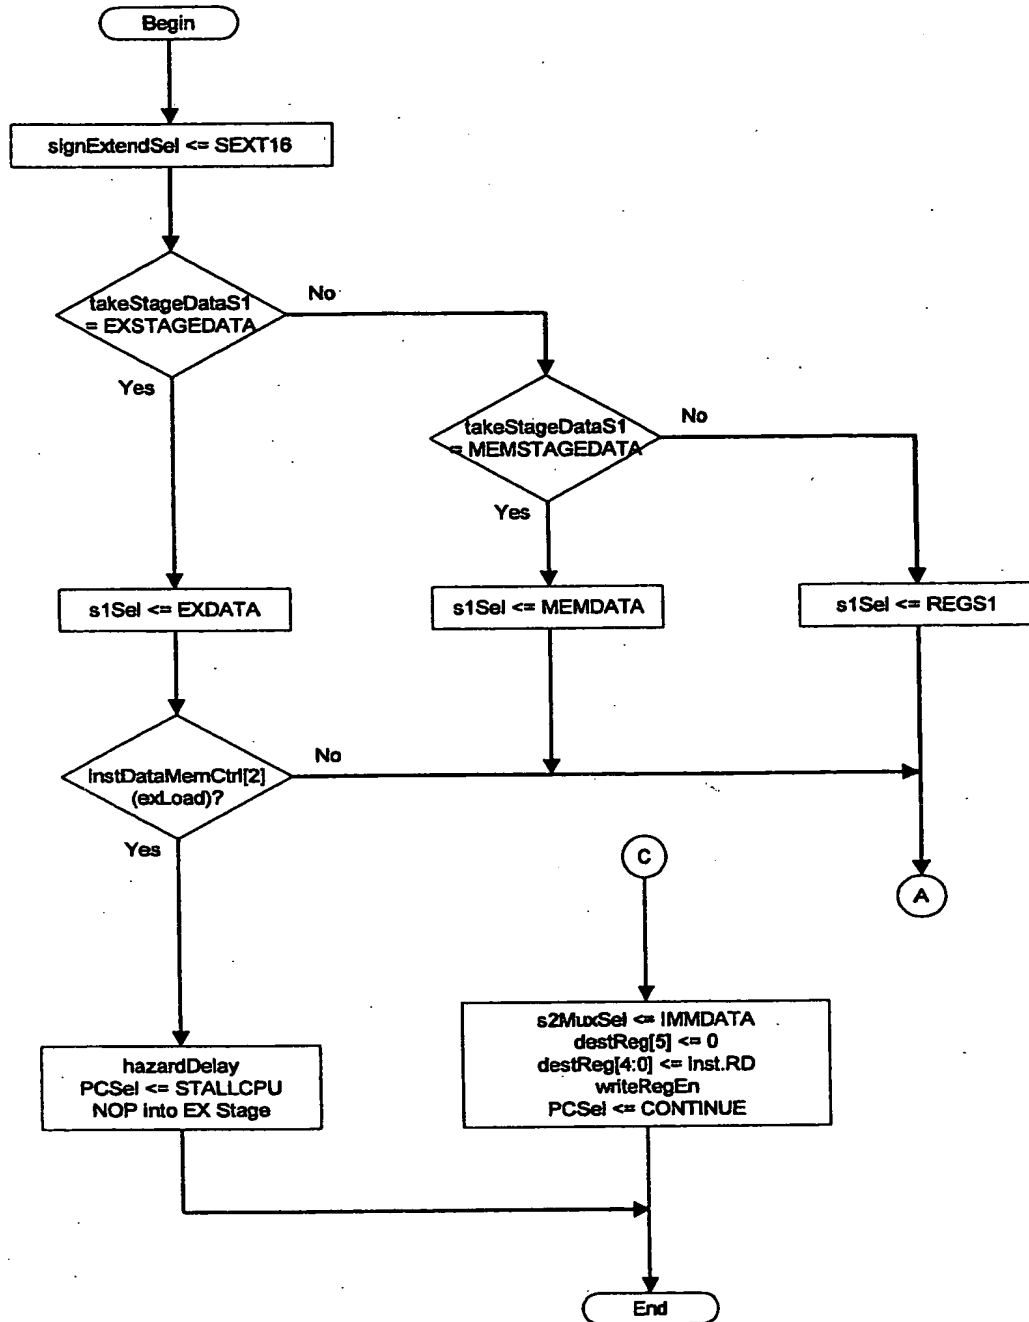 Begin
signExtendSel <= SEXT16
takeStageDataS1
= EXSTAGEDATA
No
Yes
takeStageDataS1
= MEMSTAGEDATA
No
Yes
s1Sel <= EXDATA
s1Sel <= MEMDATA
s1Sel <= REGS1
instDataMemCtrl[2]
(exLoad)?
No
Yes
C
A
s2MuxSel <= IMMDATA
destReg[5] <= 0
destReg[4:0] <= inst.RD
writeRegEn
PCSel <= CONTINUE
hazardDelay
PCSel <= STALLCPU
NOP into EX Stage
End